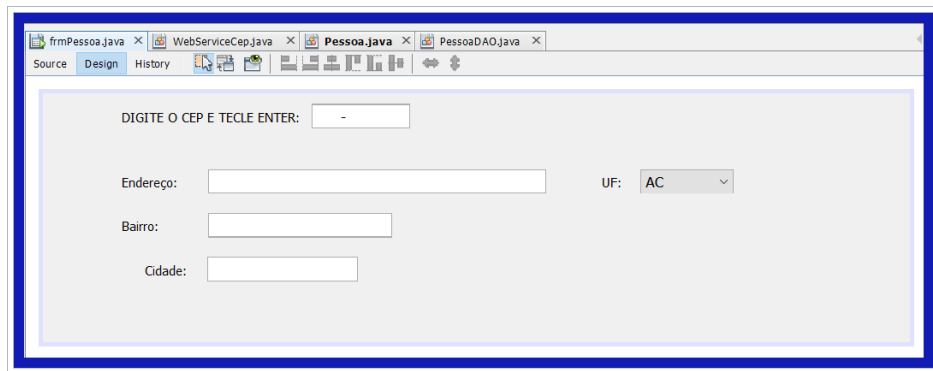 frmPessoa.java WebServiceCep.java Pessoa.java PessoaDAO.java
Source Design History
DIGITE O CEP E TECLE ENTER: -
Endereço: UF: AC
Bairro:
Cidade: